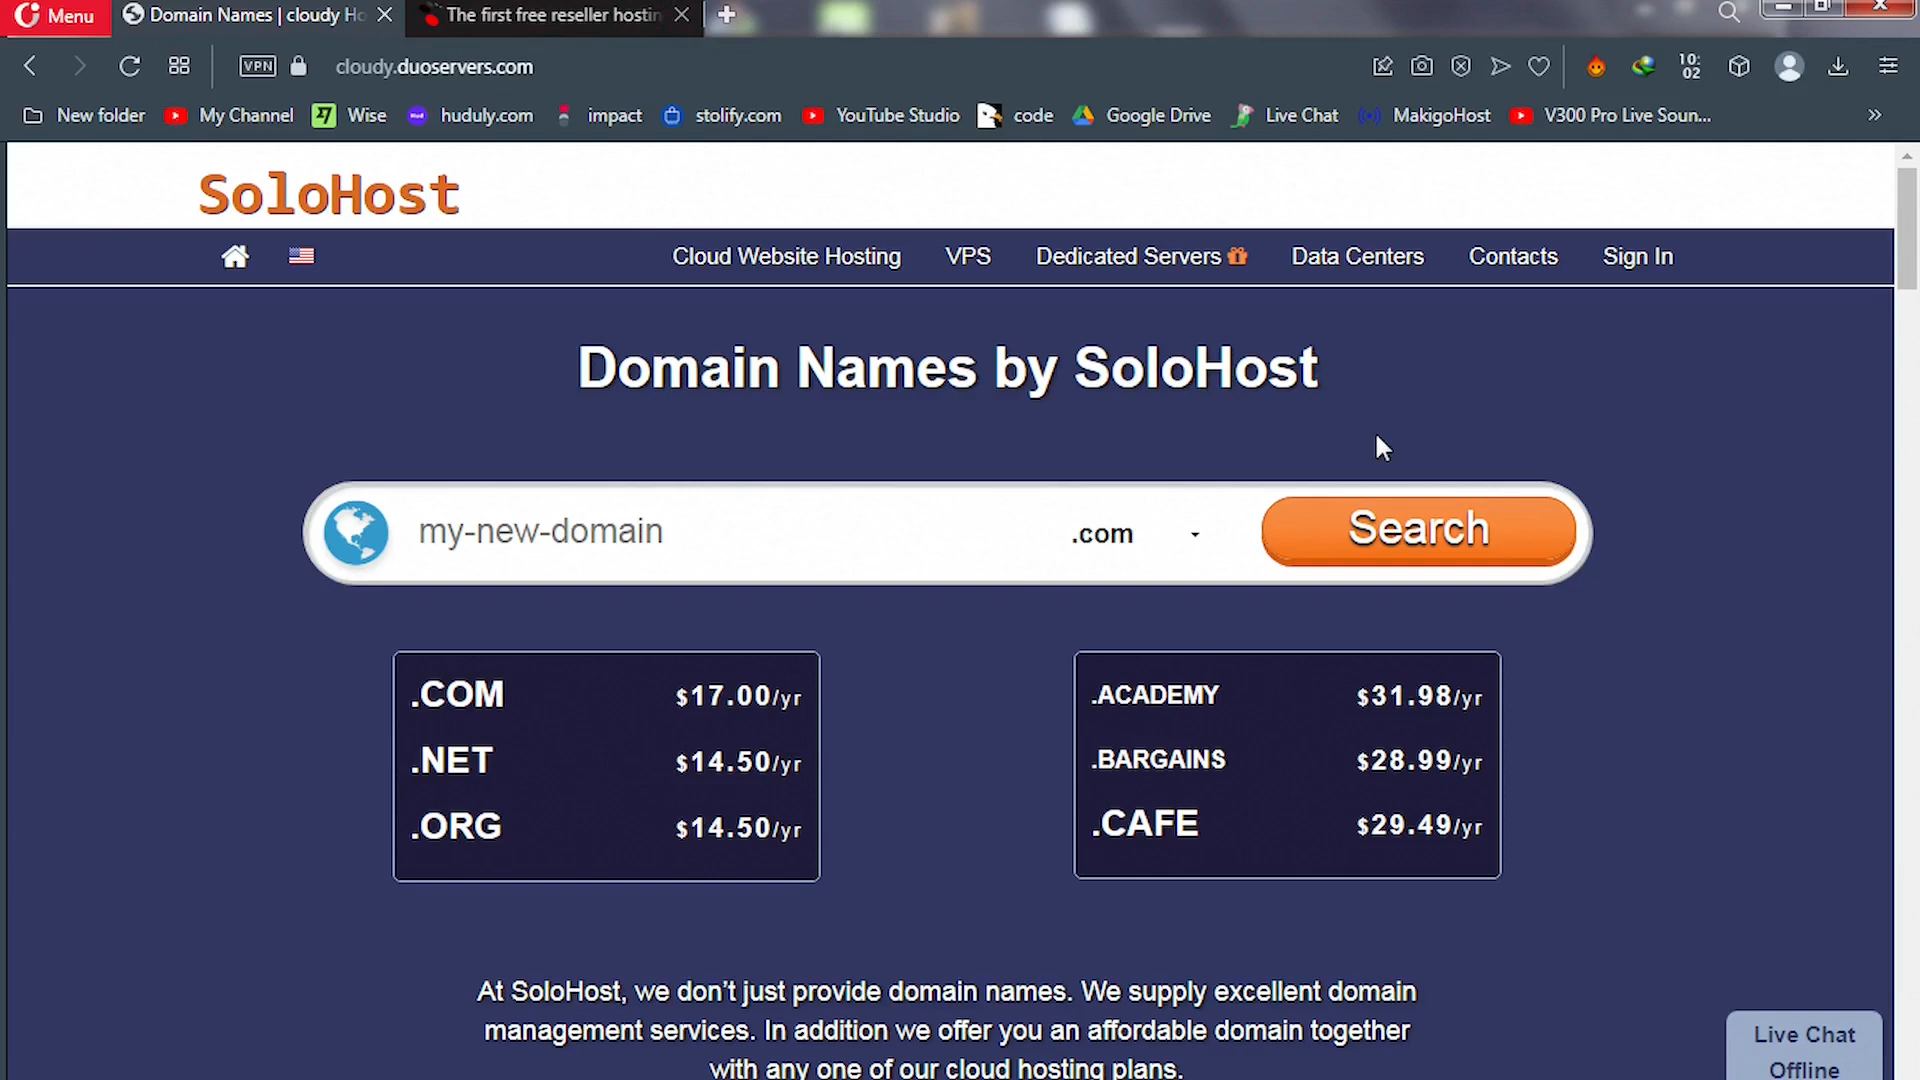 Menu
Domain Names | cloudy Ho
The first free reseller hostin
VPN
cloudy.duoservers.com
10:
02
New folder
My Channel
Wise
huduly.com
impact
stolify.com
YouTube Studio
code
Google Drive
Live Chat
MakigoHost
V300 Pro Live Soun...
SoloHost
Cloud Website Hosting
VPS
Dedicated Servers
Data Centers
Contacts
Sign In
Domain Names by SoloHost
my-new-domain
.com
Search
.COM $17.00/yr
.NET $14.50/yr
.ORG $14.50/yr
.ACADEMY $31.98/yr
.BARGAINS $28.99/yr
.CAFE $29.49/yr
At SoloHost, we don't just provide domain names. We supply excellent domain
management services. In addition we offer you an affordable domain together
with any one of our cloud hosting plans.
Live Chat
Offline